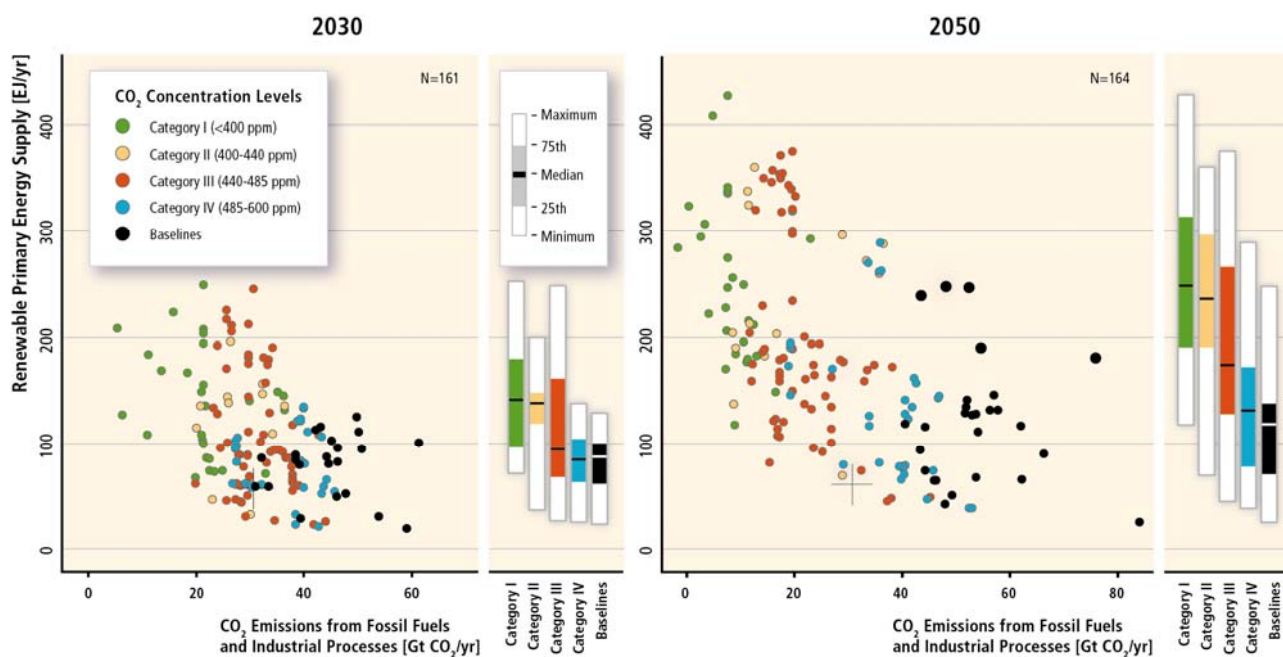 2030
2050
Renewable Primary Energy Supply [EJ/yr]
400
300
200
100
0
N=161
CO₂ Concentration Levels
Category I (<400 ppm)
Category II (400-440 ppm)
Category III (440-485 ppm)
Category IV (485-600 ppm)
Baselines
Maximum
75th
Median
25th
Minimum
0
20
40
60
CO₂ Emissions from Fossil Fuels
and Industrial Processes [Gt CO₂/yr]
Category I
Category II
Category III
Category IV
Baselines
N=164
400
300
200
100
0
0
20
40
60
80
CO₂ Emissions from Fossil Fuels
and Industrial Processes [Gt CO₂/yr]
Category I
Category II
Category III
Category IV
Baselines